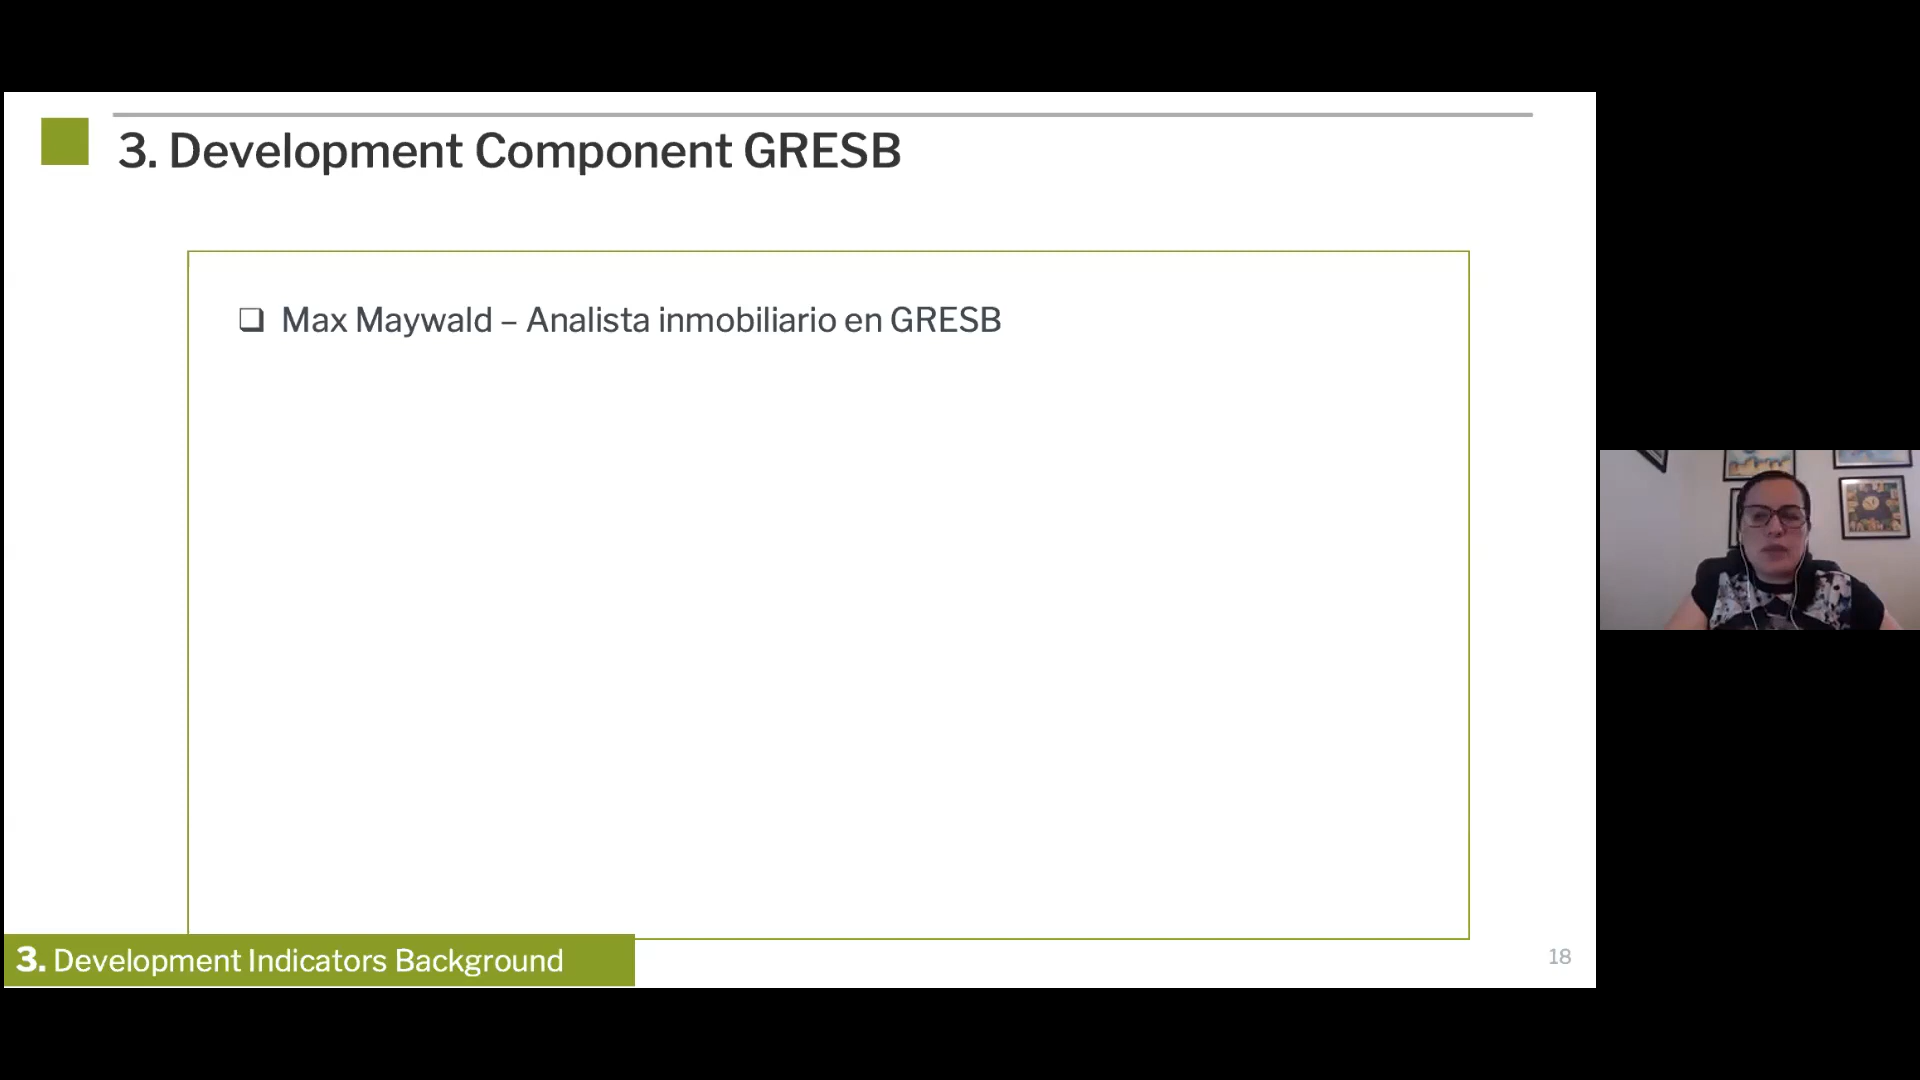 3. Development Component GRESB
❑ Max Maywald – Analista inmobiliario en GRESB
3. Development Indicators Background
18